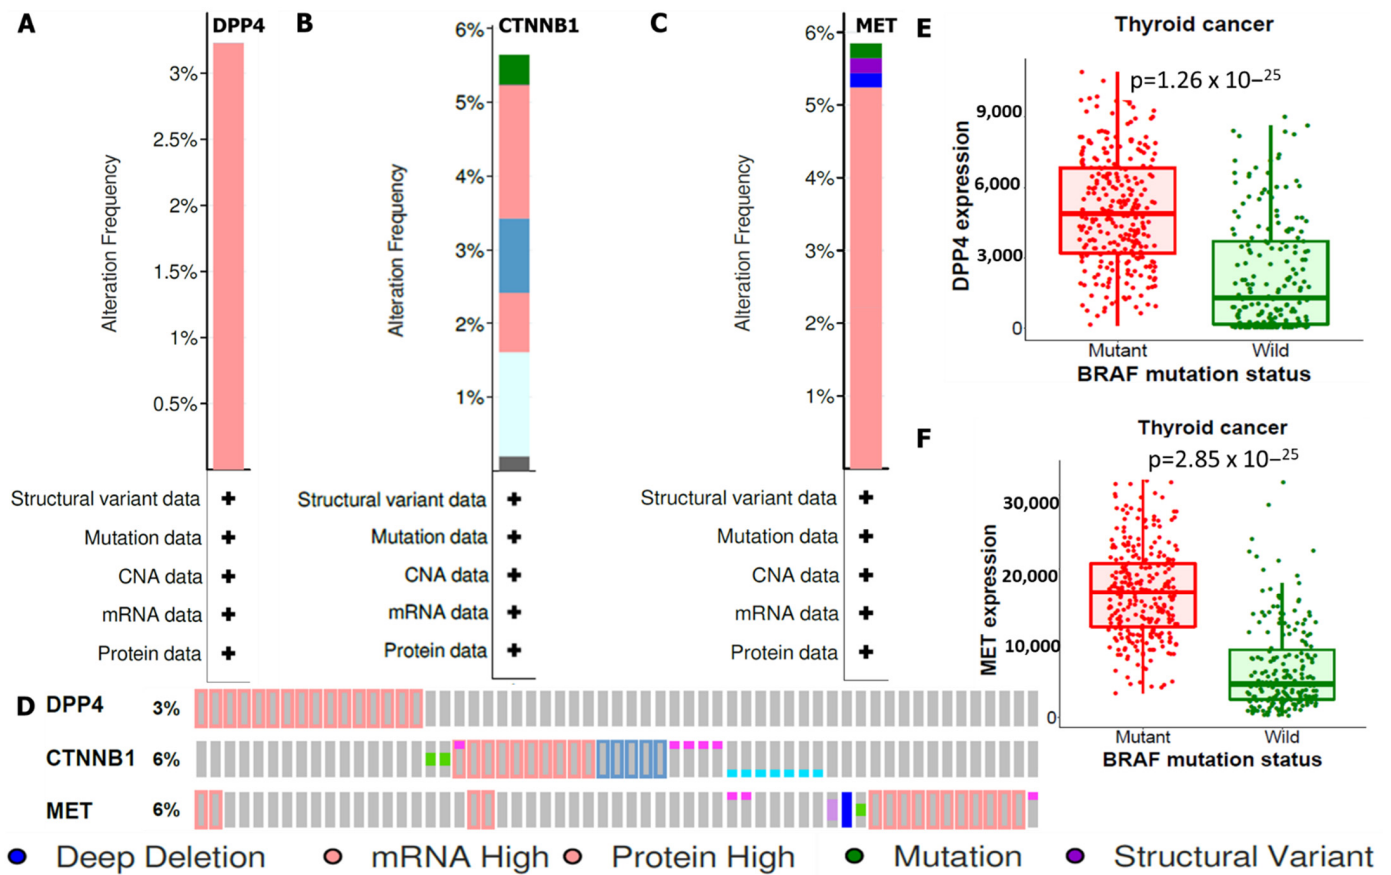 A
DPP4
3%
2.5%
2%
1.5%
1%
0.5%
Alteration Frequency
Structural variant data
Mutation data
CNA data
mRNA data
Protein data
B
CTNNB1
6%
5%
4%
3%
2%
1%
Alteration Frequency
Structural variant data
Mutation data
CNA data
mRNA data
Protein data
C
MET
6%
5%
4%
3%
2%
1%
Alteration Frequency
Structural variant data
Mutation data
CNA data
mRNA data
Protein data
D
DPP4 3%
CTNNB1 6%
MET 6%
E
Thyroid cancer
p=1.26 x 10–25
9,000
6,000
3,000
0
DPP4 expression
Mutant Wild
BRAF mutation status
F
Thyroid cancer
p=2.85 x 10–25
30,000
20,000
10,000
0
MET expression
Mutant Wild
BRAF mutation status
Deep Deletion mRNA High Protein High Mutation Structural Variant